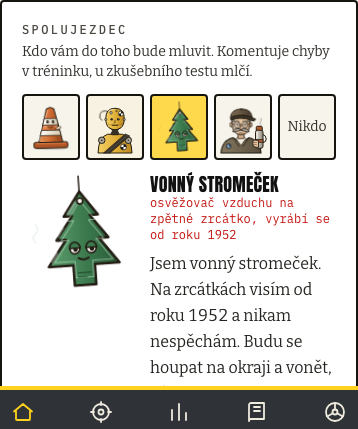 SPOLUJEZDEC
Kdo vám do toho bude mluvit. Komentuje chyby
v tréninku, u zkušebního testu mlčí.
Nikdo
VONNÝ STROMEČEK
osvěžovač vzduchu na
zpětné zrcátko, vyrábí se
od roku 1952
Jsem vonný stromeček.
Na zrcátkách visím od
roku 1952 a nikam
nespěchám. Budu se
houpat na okraji a vonět,